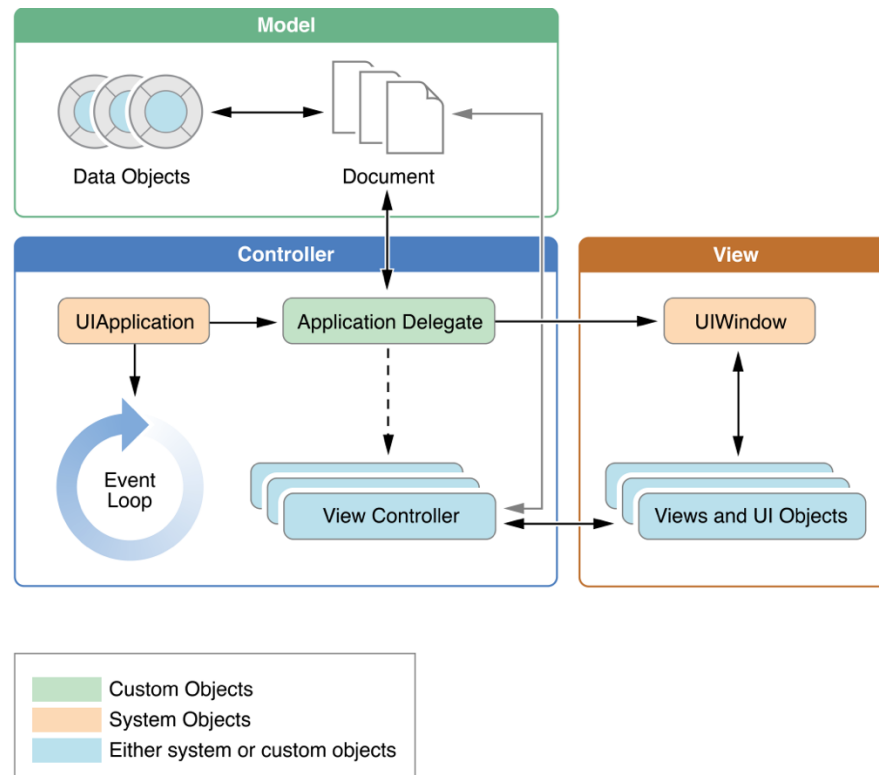 Model
Data Objects
Document
Controller
View
UIApplication
Application Delegate
UIWindow
Event
Loop
View Controller
Views and UI Objects
Custom Objects
System Objects
Either system or custom objects